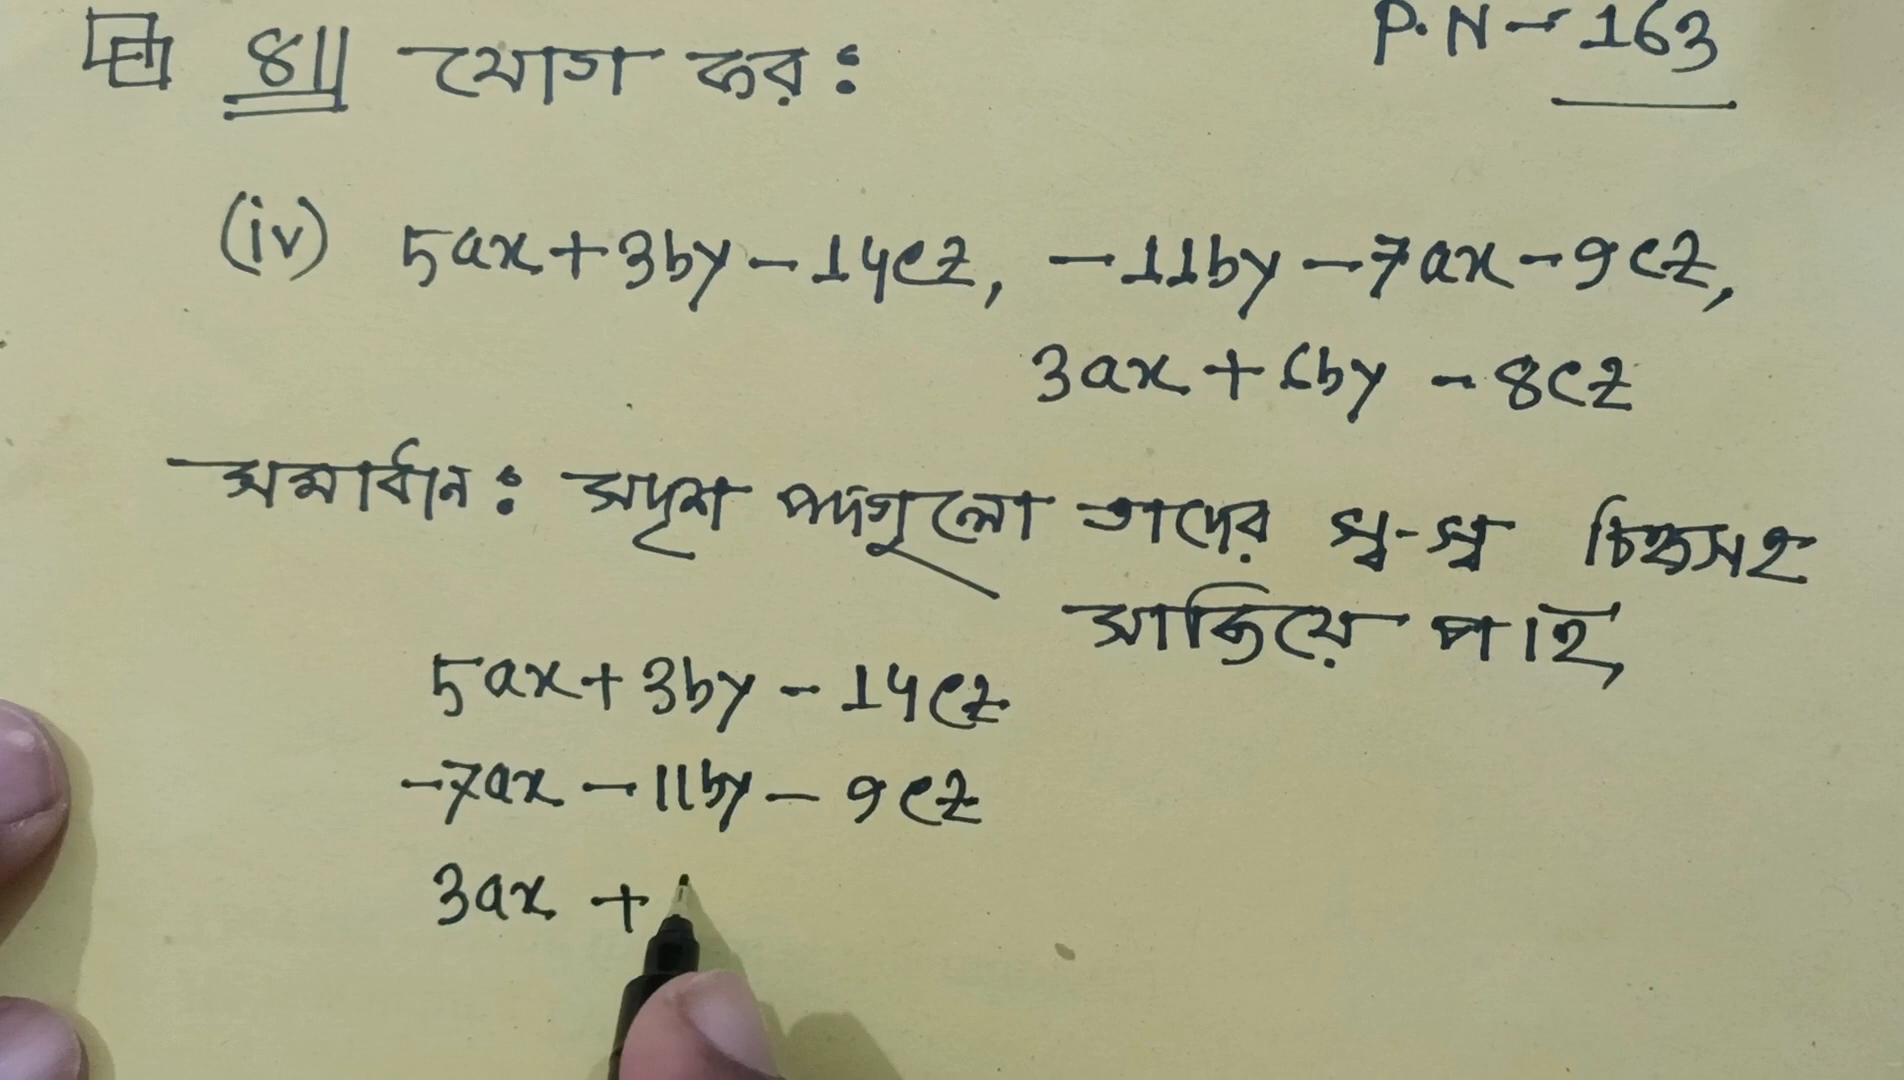 ৪॥ যোগ কর :
P.N → 163
(iv) 5ax + 3by - 14cz, -11by - 7ax - 9cz,
3ax + 6by - 8cz
সমাধান : সদৃশ পদগুলো তাদের স্ব-স্ব চিহ্নসহ
সাজিয়ে পাই,
5ax + 3by - 14cz
-7ax - 11by - 9cz
3ax +